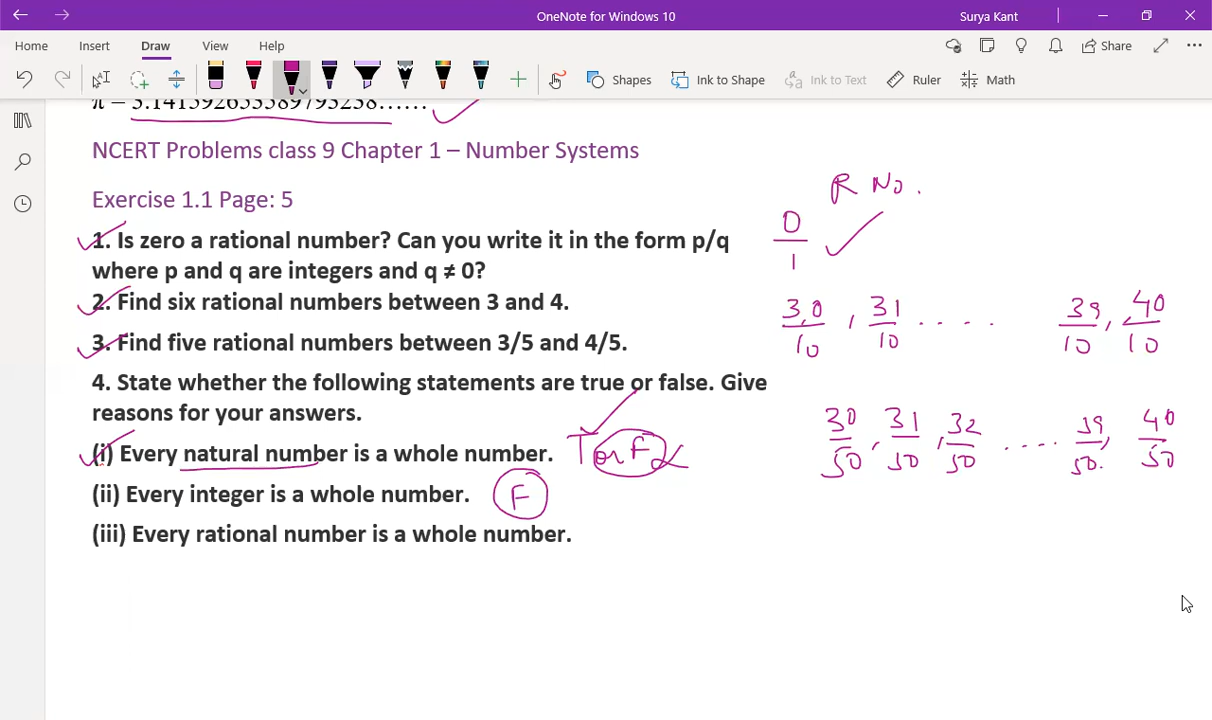 OneNote for Windows 10
Surya Kant
Home Insert Draw View Help
Share
Shapes Ink to Shape Ink to Text Ruler Math
π = 3.141592653589793238......
NCERT Problems class 9 Chapter 1 – Number Systems
R No.
Exercise 1.1 Page: 5
1. Is zero a rational number? Can you write it in the form p/q
0/1
where p and q are integers and q ≠ 0?
2. Find six rational numbers between 3 and 4.
30/10, 31/10 ..... 39/10, 40/10
3. Find five rational numbers between 3/5 and 4/5.
4. State whether the following statements are true or false. Give
reasons for your answers.
30/50, 31/50, 32/50 .... 39/50, 40/50
(i) Every natural number is a whole number. T or F
(ii) Every integer is a whole number. F
(iii) Every rational number is a whole number.